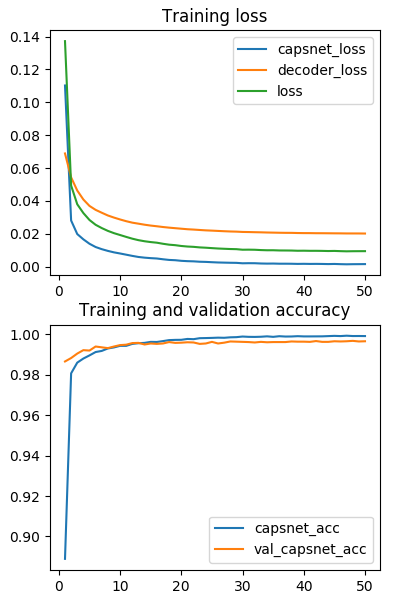 Training loss
0.14
0.12
0.10
0.08
0.06
0.04
0.02
0.00
capsnet_loss
decoder_loss
loss
0 10 20 30 40 50
Training and validation accuracy
1.00
0.98
0.96
0.94
0.92
0.90
capsnet_acc
val_capsnet_acc
0 10 20 30 40 50